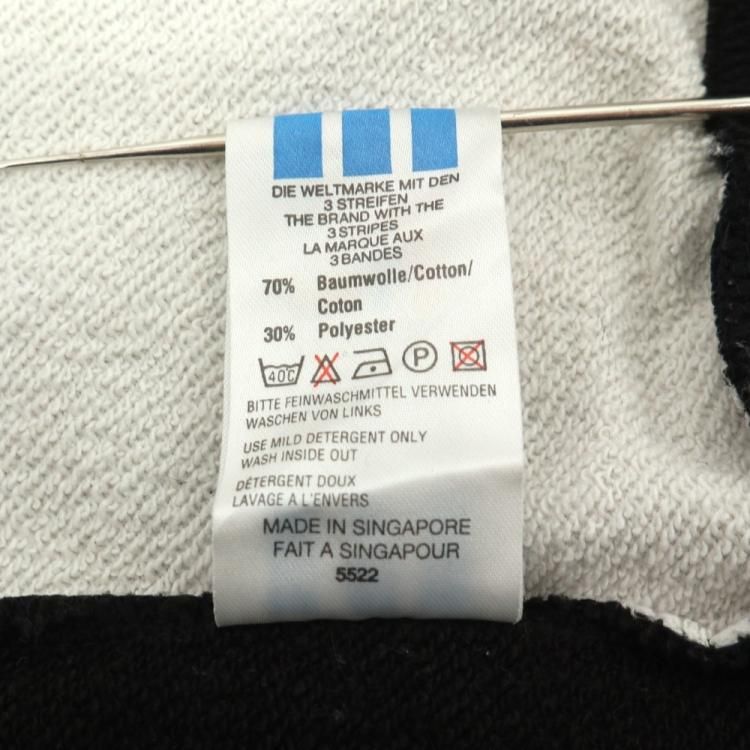 DIE WELTMARKE MIT DEN
3 STREIFEN
THE BRAND WITH THE
3 STRIPES
LA MARQUE AUX
3 BANDES
70% Baumwolle/Cotton/
Coton
30% Polyester
40C P
BITTE FEINWASCHMITTEL VERWENDEN
WASCHEN VON LINKS
USE MILD DETERGENT ONLY
WASH INSIDE OUT
DÉTERGENT DOUX
LAVAGE A L'ENVERS
MADE IN SINGAPORE
FAIT A SINGAPOUR
5522